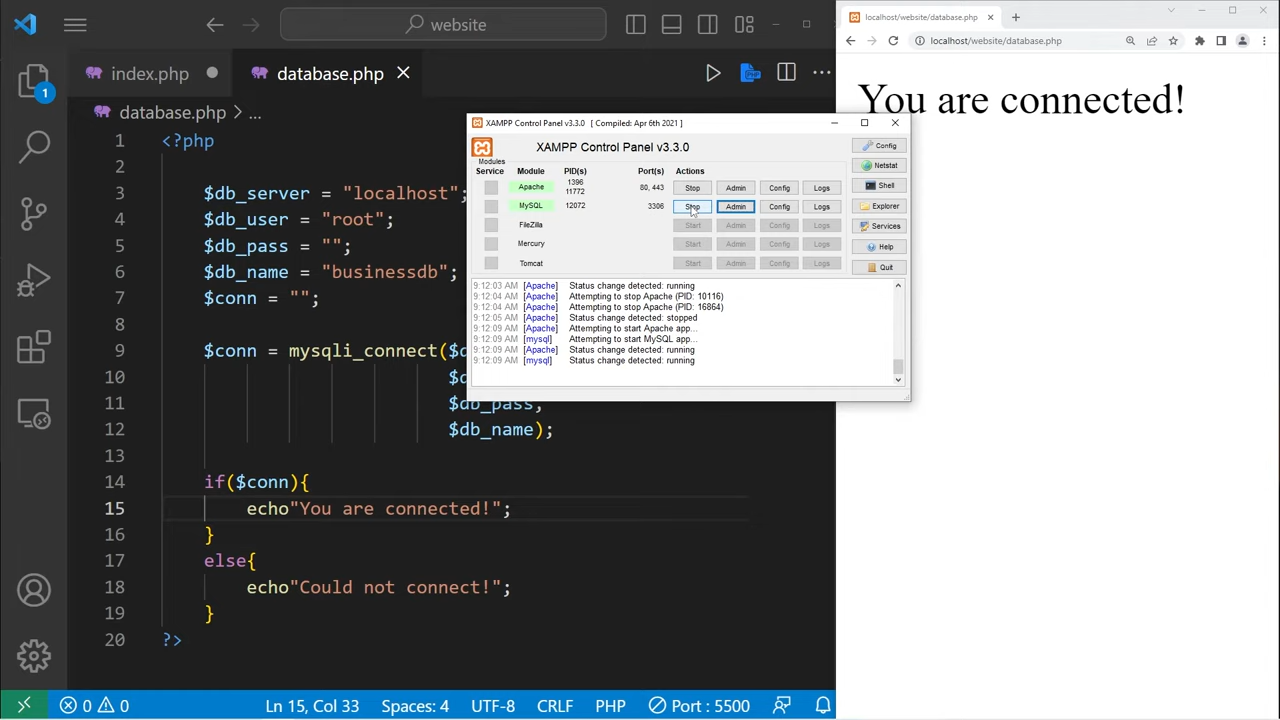 website
index.php
database.php
database.php > ...
1 <?php
2
3 $db_server = "localhost";
4 $db_user = "root";
5 $db_pass = "";
6 $db_name = "businessdb";
7 $conn = "";
8
9 $conn = mysqli_connect($d
10 $d
11 $db_pass,
12 $db_name);
13
14 if($conn){
15 echo"You are connected!";
16 }
17 else{
18 echo"Could not connect!";
19 }
20 ?>
1
0 0 Ln 15, Col 33 Spaces: 4 UTF-8 CRLF PHP Port : 5500
XAMPP Control Panel v3.3.0 [ Compiled: Apr 6th 2021 ]
XAMPP Control Panel v3.3.0
Modules
Service Module PID(s) Port(s) Actions
Apache 1396 11772 80, 443 Stop Admin Config Logs
MySQL 12072 3306 Stop Admin Config Logs
FileZilla Start Admin Config Logs
Mercury Start Admin Config Logs
Tomcat Start Admin Config Logs
Config
Netstat
Shell
Explorer
Services
Help
Quit
9:12:03 AM [Apache] Status change detected: running
9:12:04 AM [Apache] Attempting to stop Apache (PID: 10116)
9:12:04 AM [Apache] Attempting to stop Apache (PID: 16864)
9:12:05 AM [Apache] Status change detected: stopped
9:12:09 AM [Apache] Attempting to start Apache app...
9:12:09 AM [mysql] Attempting to start MySQL app...
9:12:09 AM [Apache] Status change detected: running
9:12:09 AM [mysql] Status change detected: running
localhost/website/database.php
localhost/website/database.php
You are connected!